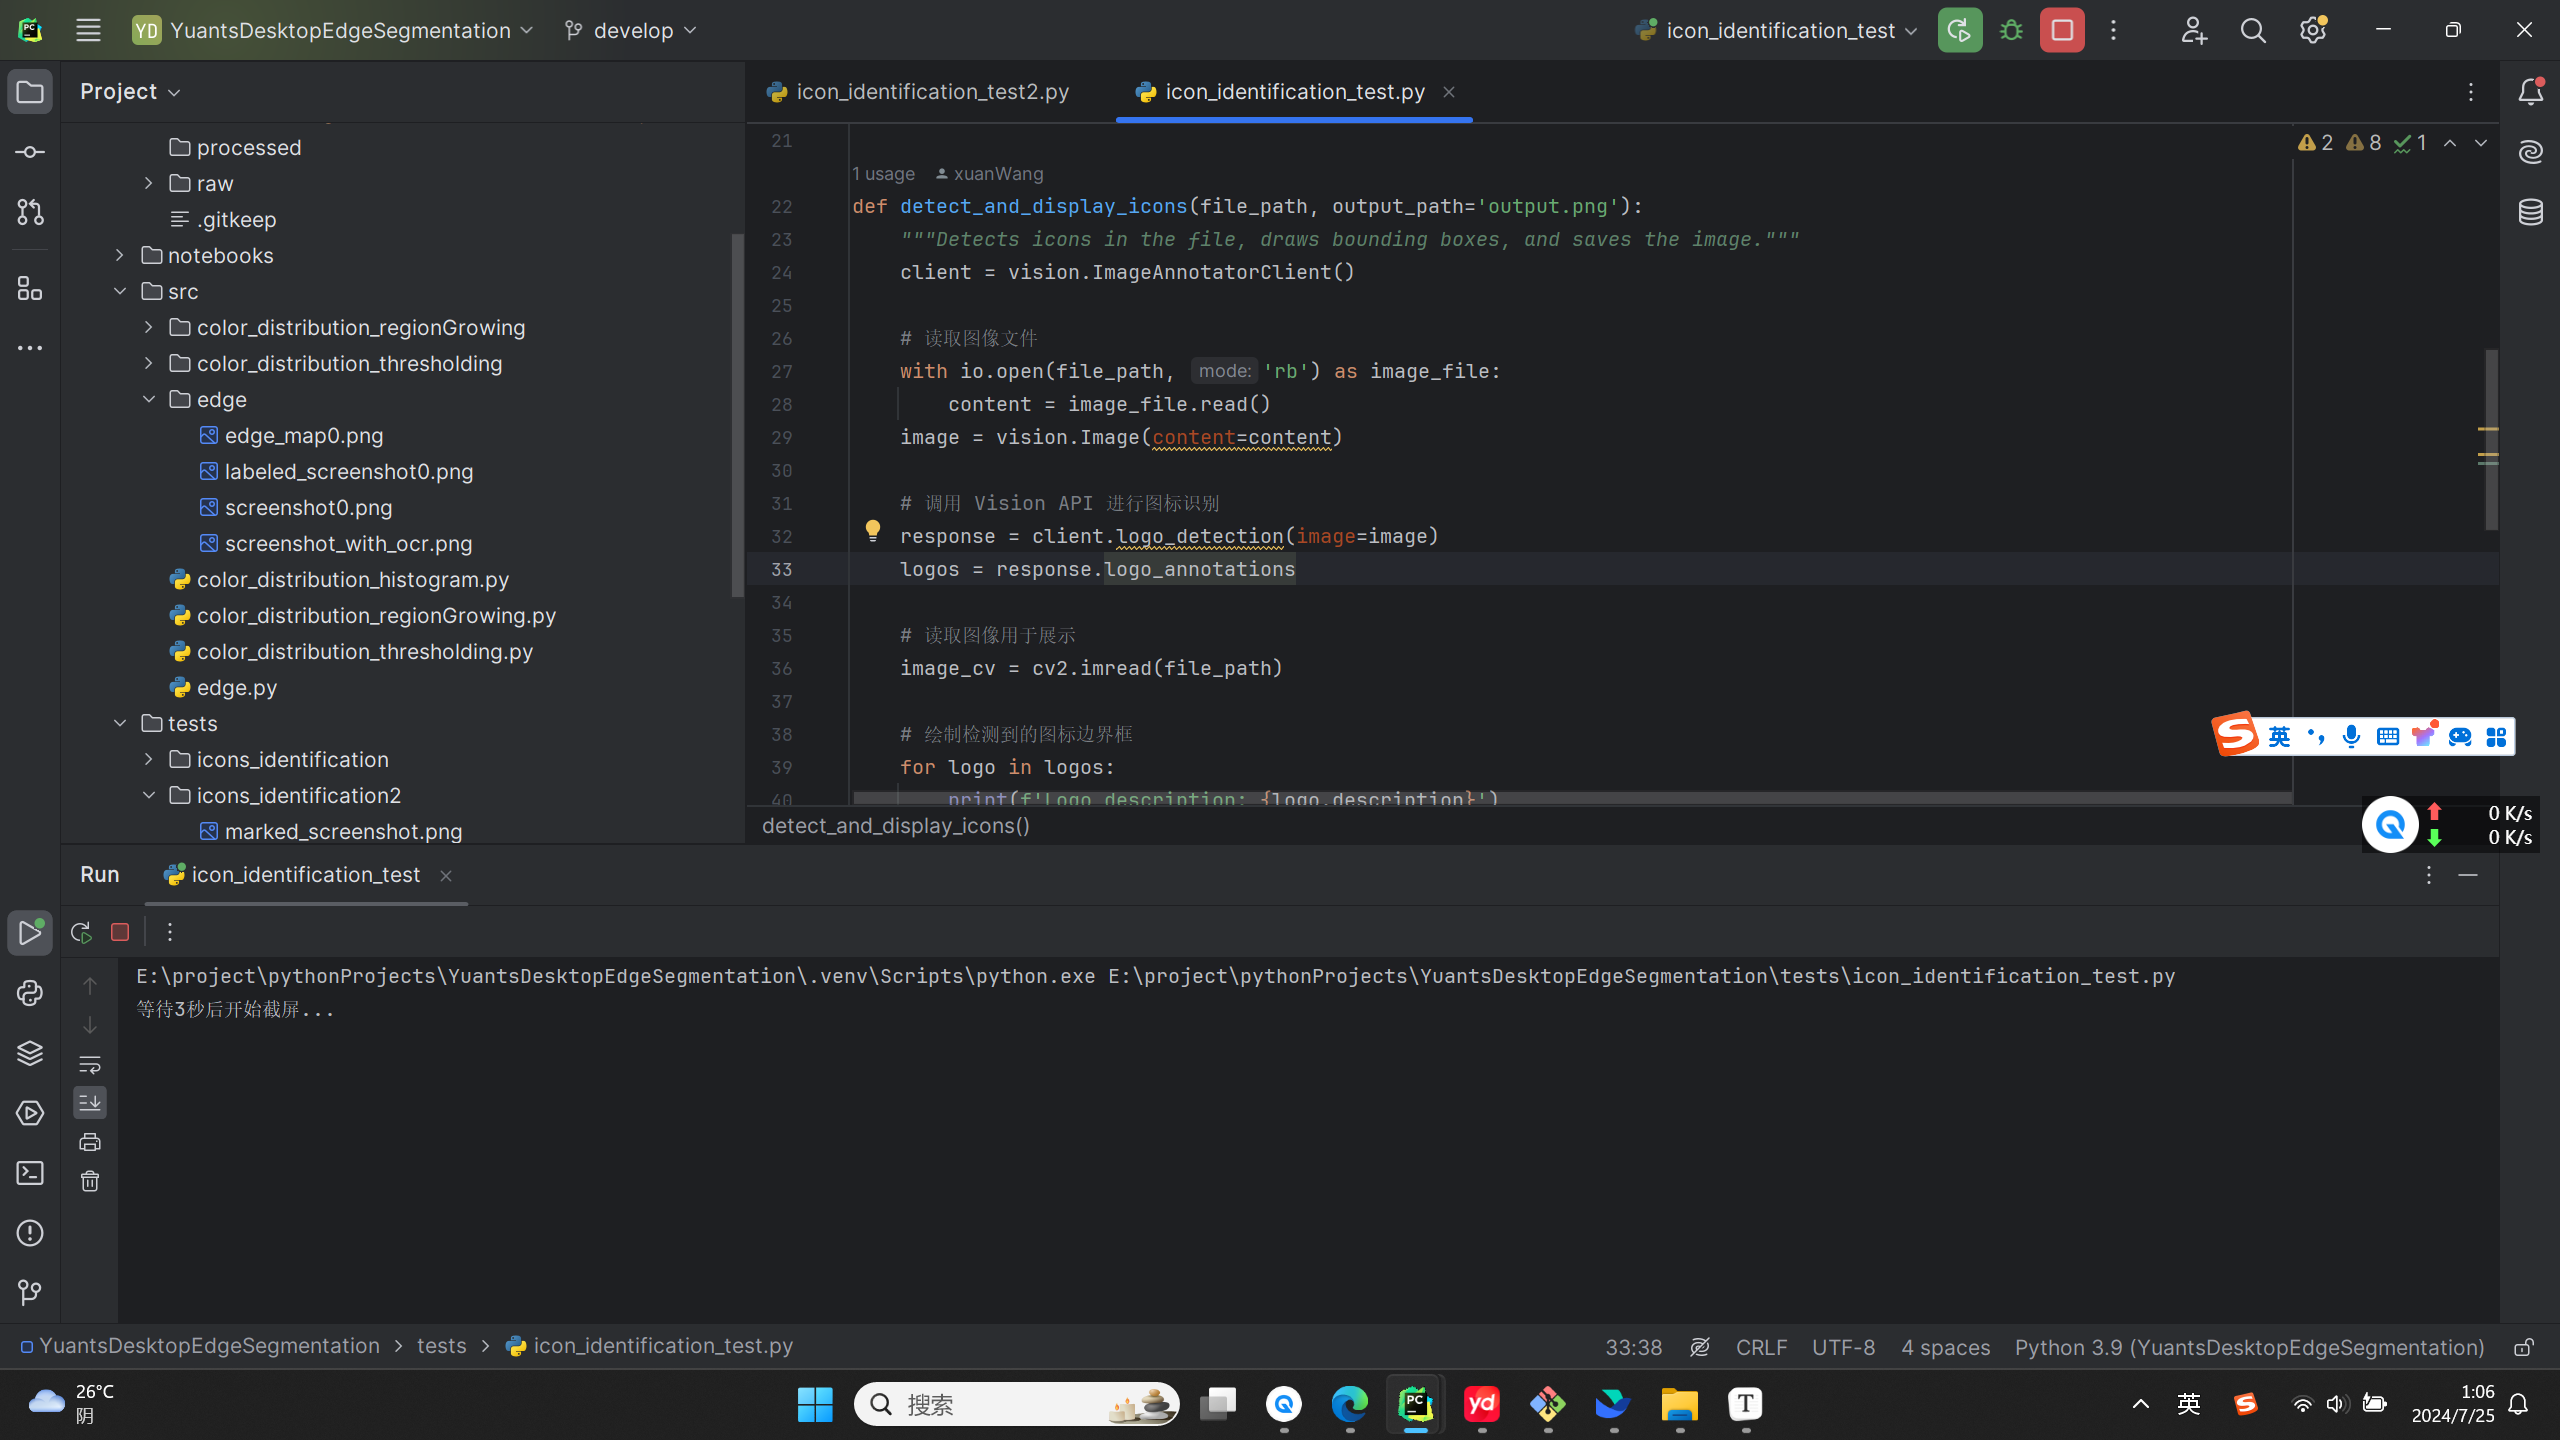 YD YuantsDesktopEdgeSegmentation develop icon_identification_test
Project
processed
raw
.gitkeep
notebooks
src
color_distribution_regionGrowing
color_distribution_thresholding
edge
edge_map0.png
labeled_screenshot0.png
screenshot0.png
screenshot_with_ocr.png
color_distribution_histogram.py
color_distribution_regionGrowing.py
color_distribution_thresholding.py
edge.py
tests
icons_identification
icons_identification2
marked_screenshot.png
icon_identification_test2.py icon_identification_test.py
2 8 1
21
1 usage xuanWang
22 def detect_and_display_icons(file_path, output_path='output.png'):
23 """Detects icons in the file, draws bounding boxes, and saves the image."""
24 client = vision.ImageAnnotatorClient()
25
26 # 读取图像文件
27 with io.open(file_path, mode: 'rb') as image_file:
28 content = image_file.read()
29 image = vision.Image(content=content)
30
31 # 调用 Vision API 进行图标识别
32 response = client.logo_detection(image=image)
33 logos = response.logo_annotations
34
35 # 读取图像用于展示
36 image_cv = cv2.imread(file_path)
37
38 # 绘制检测到的图标边界框
39 for logo in logos:
40 print(f'Logo description: {logo.description}')
detect_and_display_icons()
英
0 K/s
0 K/s
Run icon_identification_test
E:\project\pythonProjects\YuantsDesktopEdgeSegmentation\.venv\Scripts\python.exe E:\project\pythonProjects\YuantsDesktopEdgeSegmentation\tests\icon_identification_test.py
等待3秒后开始截屏...
YuantsDesktopEdgeSegmentation > tests > icon_identification_test.py
33:38 CRLF UTF-8 4 spaces Python 3.9 (YuantsDesktopEdgeSegmentation)
26°C
阴
搜索
PC
yd
T
英
1:06
2024/7/25